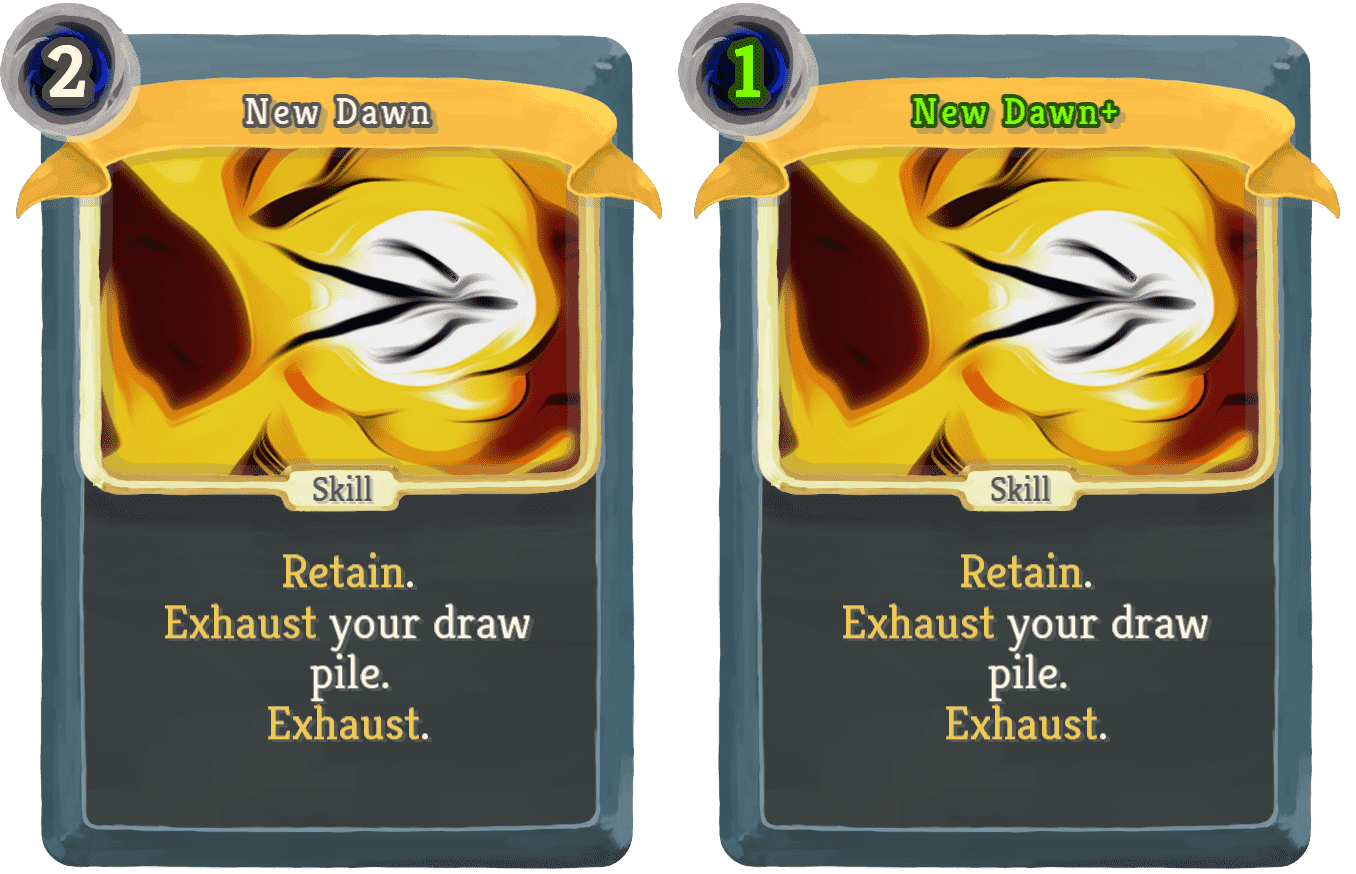 2
New Dawn
Skill
Retain.
Exhaust your draw
pile.
Exhaust.
1
New Dawn+
Skill
Retain.
Exhaust your draw
pile.
Exhaust.